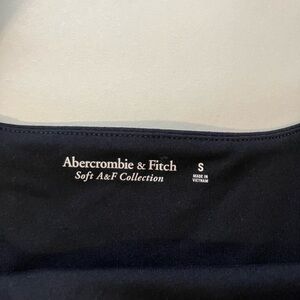 Abercrombie & Fitch
Soft A&F Collection
S
MADE IN
VIETNAM